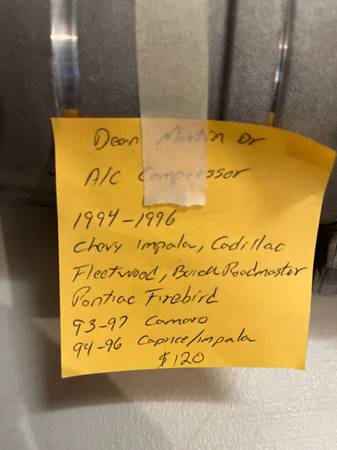 Dean Martin Dr
A/C Compressor
1994-1996
Chevy Impala, Cadillac
Fleetwood, Buick Roadmaster
Pontiac Firebird
93-97 Camaro
94-96 Caprice/impala
$120